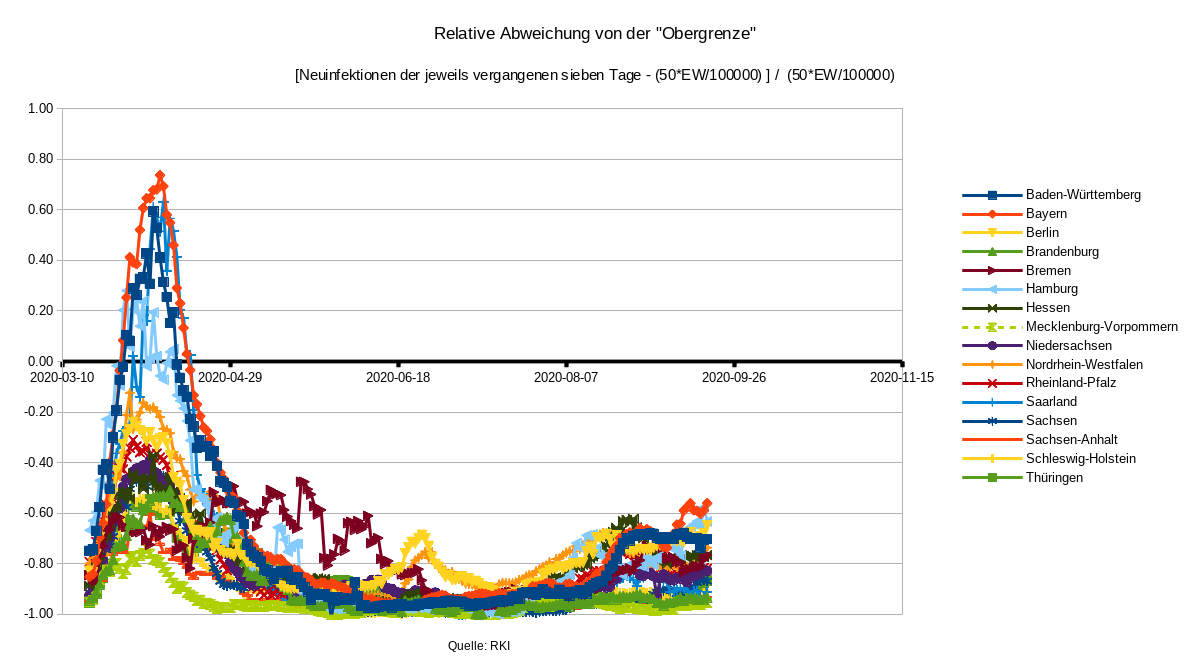 Relative Abweichung von der "Obergrenze"
[Neuinfektionen der jeweils vergangenen sieben Tage - (50*EW/100000) ] /  (50*EW/100000)
1.00
0.80
0.60
0.40
0.20
0.00
-0.20
-0.40
-0.60
-0.80
-1.00
2020-03-10
2020-04-29
2020-06-18
2020-08-07
2020-09-26
2020-11-15
Baden-Württemberg
Bayern
Berlin
Brandenburg
Bremen
Hamburg
Hessen
Mecklenburg-Vorpommern
Niedersachsen
Nordrhein-Westfalen
Rheinland-Pfalz
Saarland
Sachsen
Sachsen-Anhalt
Schleswig-Holstein
Thüringen
Quelle: RKI